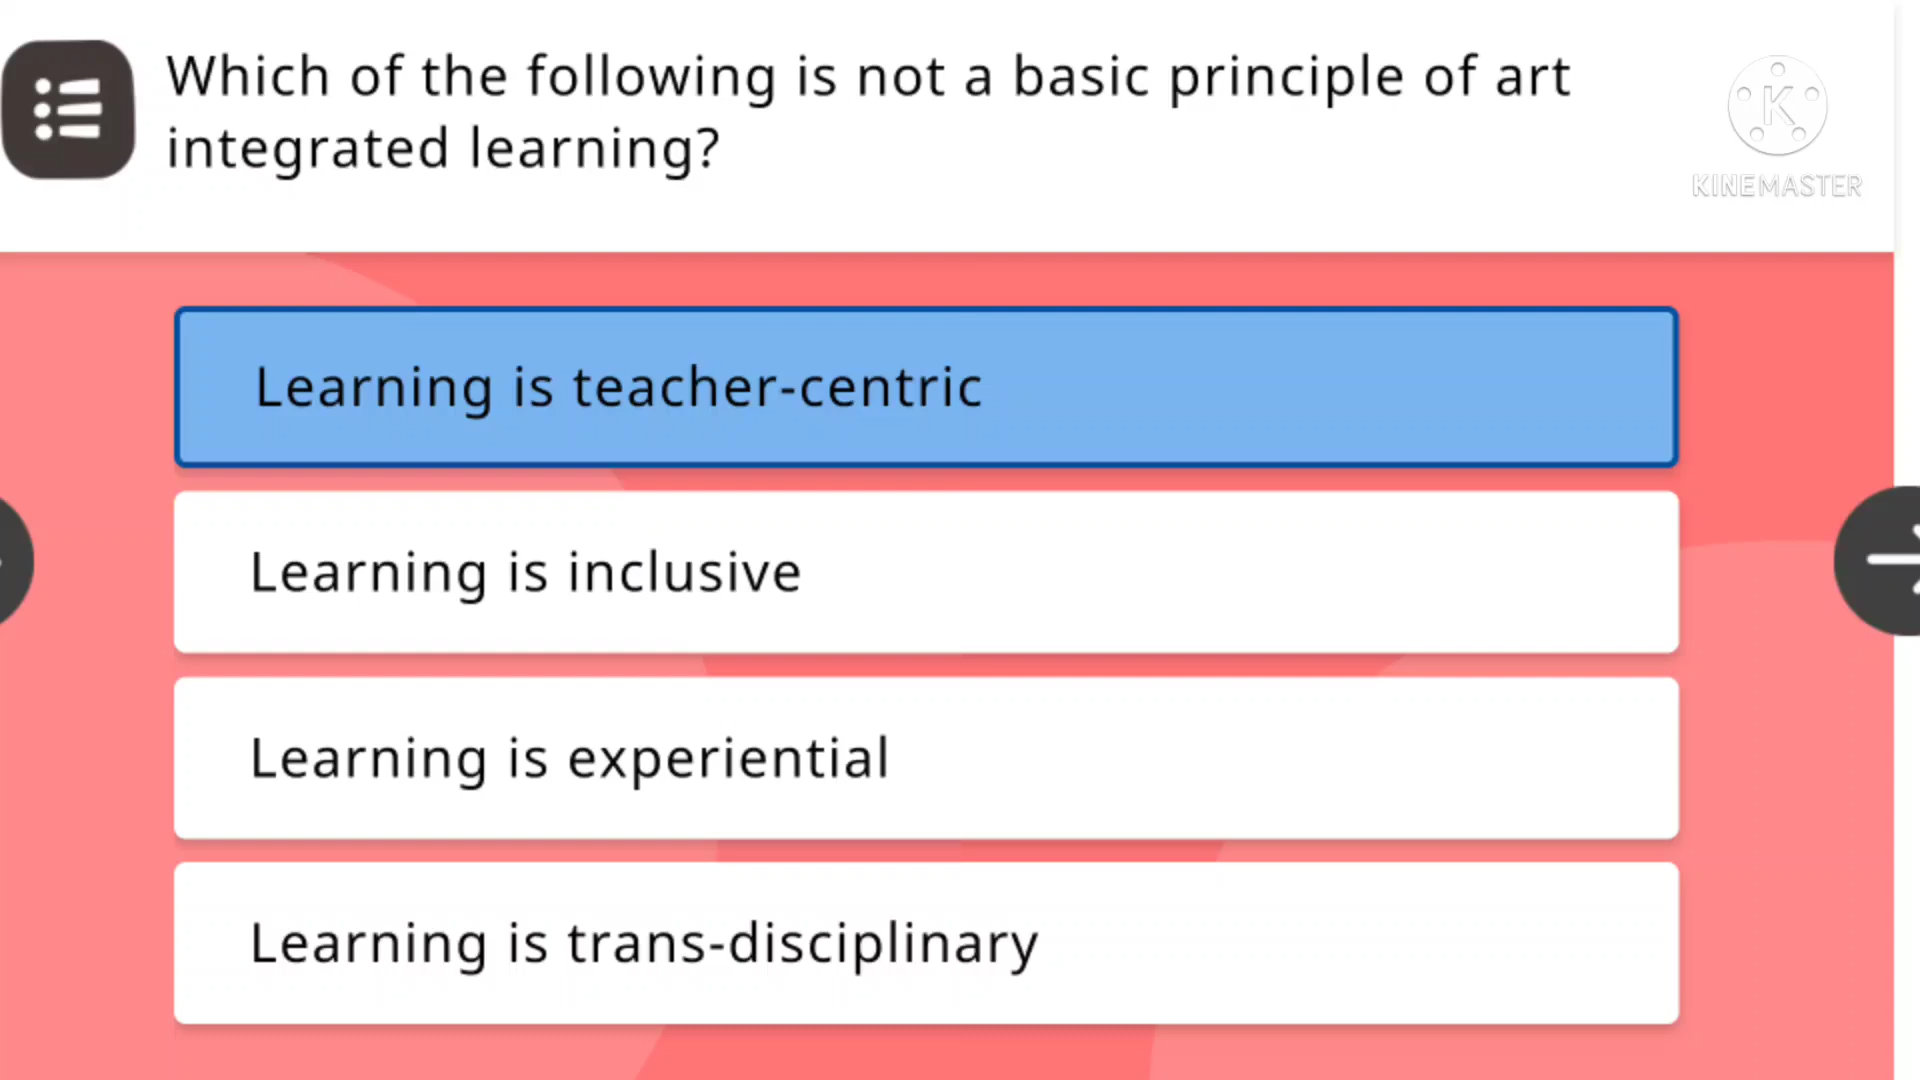 Which of the following is not a basic principle of art
integrated learning?
K
KINEMASTER
Learning is teacher-centric
Learning is inclusive
Learning is experiential
Learning is trans-disciplinary